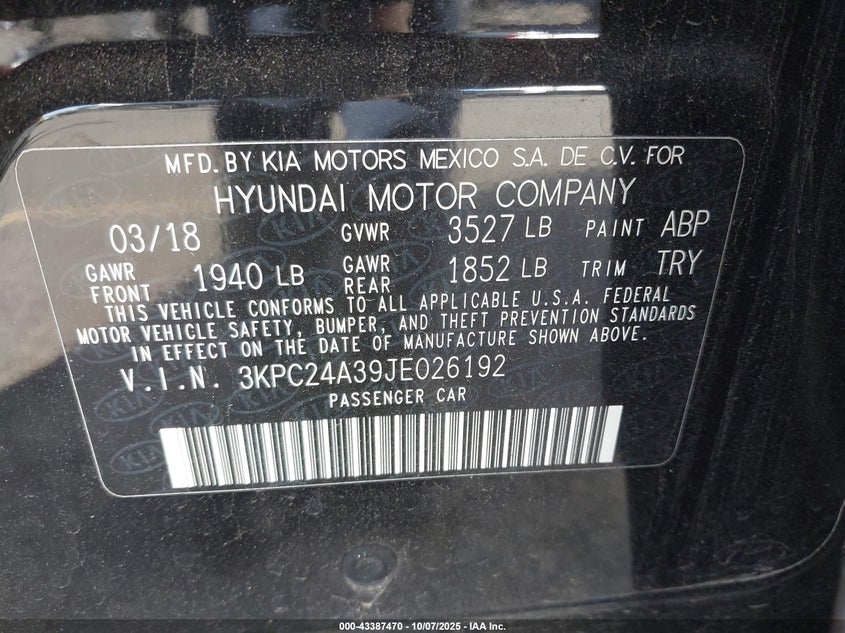 MFD. BY KIA MOTORS MEXICO S.A. DE C.V. FOR
HYUNDAI MOTOR COMPANY
03/18 GVWR 3527 LB PAINT ABP
GAWR FRONT 1940 LB GAWR REAR 1852 LB TRIM TRY
THIS VEHICLE CONFORMS TO ALL APPLICABLE U.S.A. FEDERAL
MOTOR VEHICLE SAFETY, BUMPER, AND THEFT PREVENTION STANDARDS
IN EFFECT ON THE DATE OF MANUFACTURE SHOWN ABOVE.
V.I.N. 3KPC24A39JE026192
PASSENGER CAR
000-43387470 - 10/07/2025 - IAA Inc.